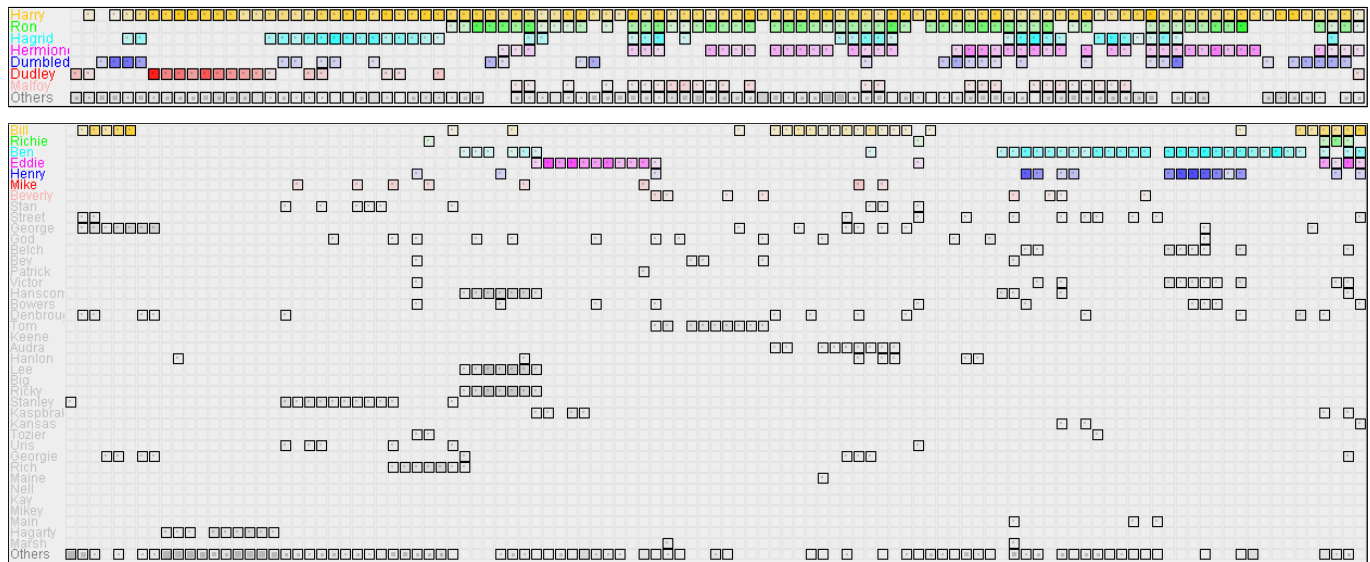 Harry
Ron
Hagrid
Hermion
Dumbled
Dudley
Malfoy
Others
Bill
Richie
Ben
Eddie
Henry
Mike
Beverly
Stan
Street
George
God
Belch
Bev
Patrick
Victor
Hanscom
Bowers
Denbrou
Tom
Keene
Audra
Hanlon
Lee
Big
Ricky
Stanley
Kaspbra
Kansas
Tozier
Uris
Georgie
Rich
Maine
Nell
Kay
Mikey
Main
Hagarty
Marsh
Others